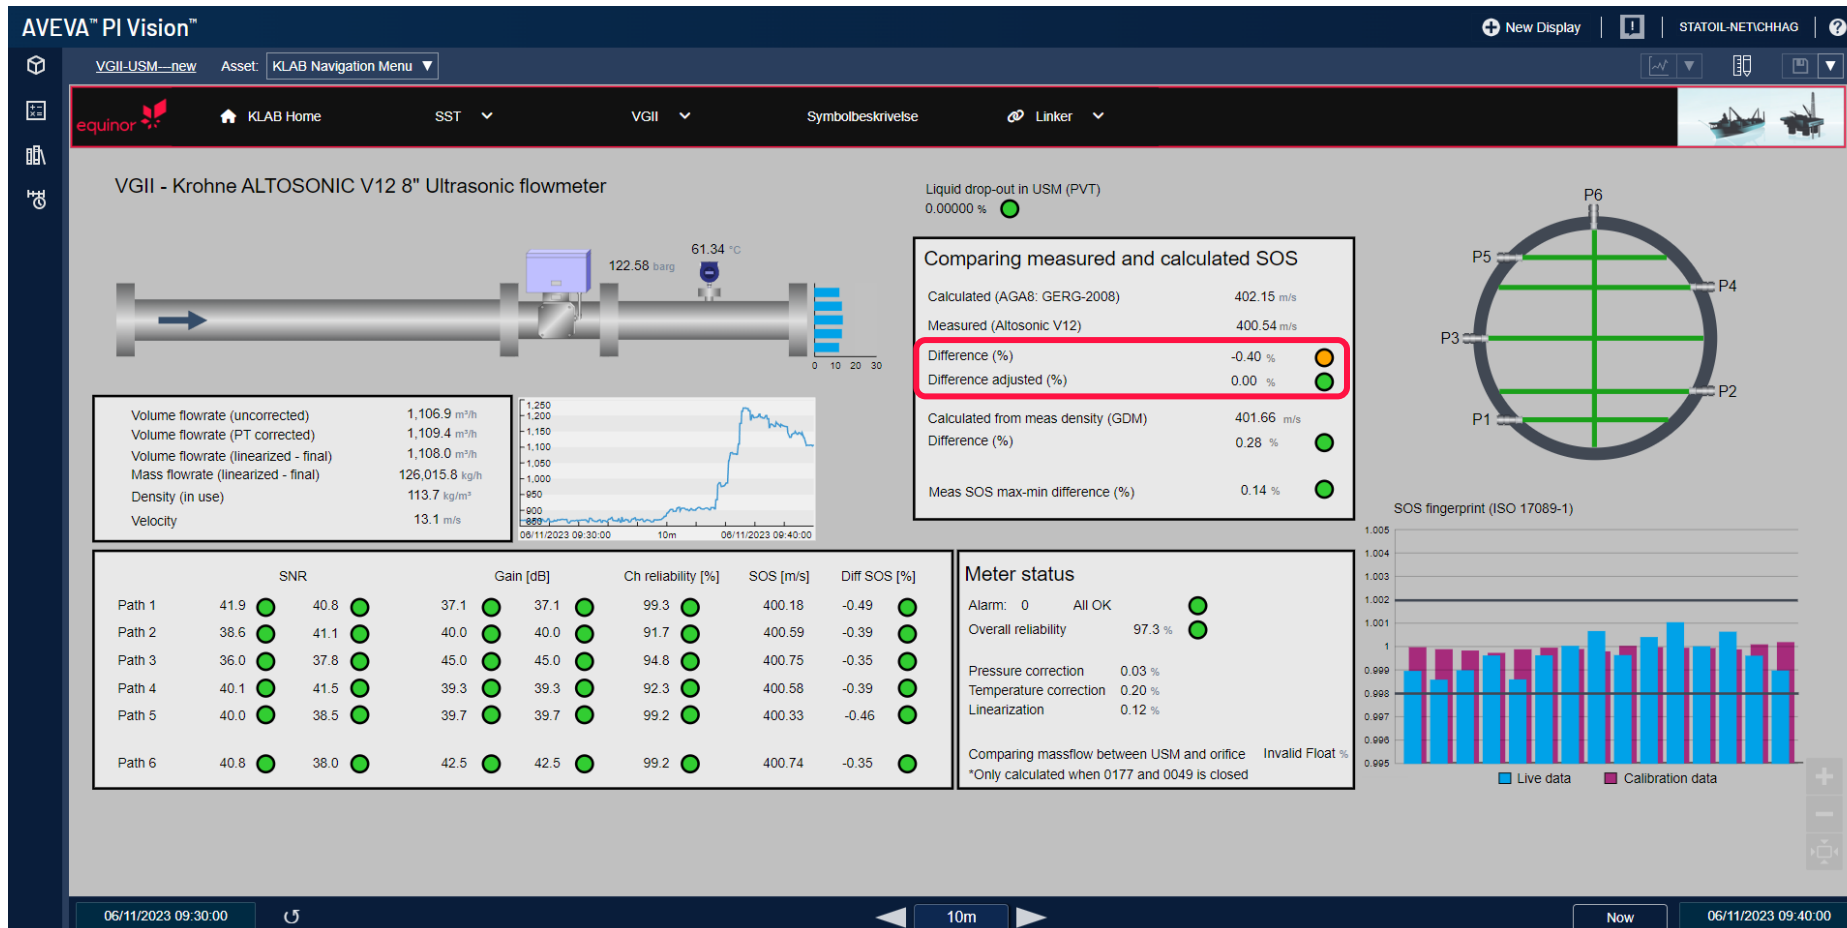 AVEVA™ PI Vision™
New Display
STATOIL-NET\CHHAG
VGII-USM---new Asset: KLAB Navigation Menu
equinor
KLAB Home
SST
VGII
Symbolbeskrivelse
Linker
VGII - Krohne ALTOSONIC V12 8" Ultrasonic flowmeter
Liquid drop-out in USM (PVT)
0.00000 %
61.34 °C
122.58 barg
0 10 20 30
Comparing measured and calculated SOS
Calculated (AGA8: GERG-2008) 402.15 m/s
Measured (Altosonic V12) 400.54 m/s
Difference (%) -0.40 %
Difference adjusted (%) 0.00 %
Calculated from meas density (GDM) 401.66 m/s
Difference (%) 0.28 %
Meas SOS max-min difference (%) 0.14 %
P6
P5
P4
P3
P2
P1
Volume flowrate (uncorrected) 1,106.9 m³/h
Volume flowrate (PT corrected) 1,109.4 m³/h
Volume flowrate (linearized - final) 1,108.0 m³/h
Mass flowrate (linearized - final) 126,015.8 kg/h
Density (in use) 113.7 kg/m³
Velocity 13.1 m/s
1,250
1,200
1,150
1,100
1,050
1,000
950
900
850
06/11/2023 09:30:00 10m 06/11/2023 09:40:00
SNR Gain [dB] Ch reliability [%] SOS [m/s] Diff SOS [%]
Path 1 41.9 40.8 37.1 37.1 99.3 400.18 -0.49
Path 2 38.6 41.1 40.0 40.0 91.7 400.59 -0.39
Path 3 36.0 37.8 45.0 45.0 94.8 400.75 -0.35
Path 4 40.1 41.5 39.3 39.3 92.3 400.58 -0.39
Path 5 40.0 38.5 39.7 39.7 99.2 400.33 -0.46
Path 6 40.8 38.0 42.5 42.5 99.2 400.74 -0.35
Meter status
Alarm: 0 All OK
Overall reliability 97.3 %
Pressure correction 0.03 %
Temperature correction 0.20 %
Linearization 0.12 %
Comparing massflow between USM and orifice Invalid Float %
*Only calculated when 0177 and 0049 is closed
SOS fingerprint (ISO 17089-1)
1.005
1.004
1.003
1.002
1.001
1
0.999
0.998
0.997
0.996
0.995
Live data Calibration data
06/11/2023 09:30:00
10m
Now
06/11/2023 09:40:00